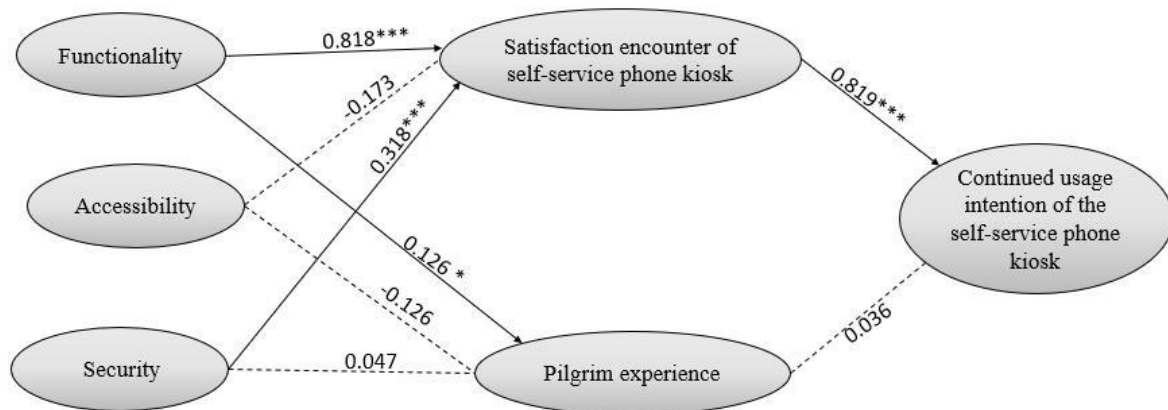 Functionality
0.818***
Satisfaction encounter of
self-service phone kiosk
-0.173
0.318***
0.819***
Accessibility
Continued usage
intention of the
self-service phone
kiosk
0.126 *
-0.126
0.036
Security
0.047
Pilgrim experience